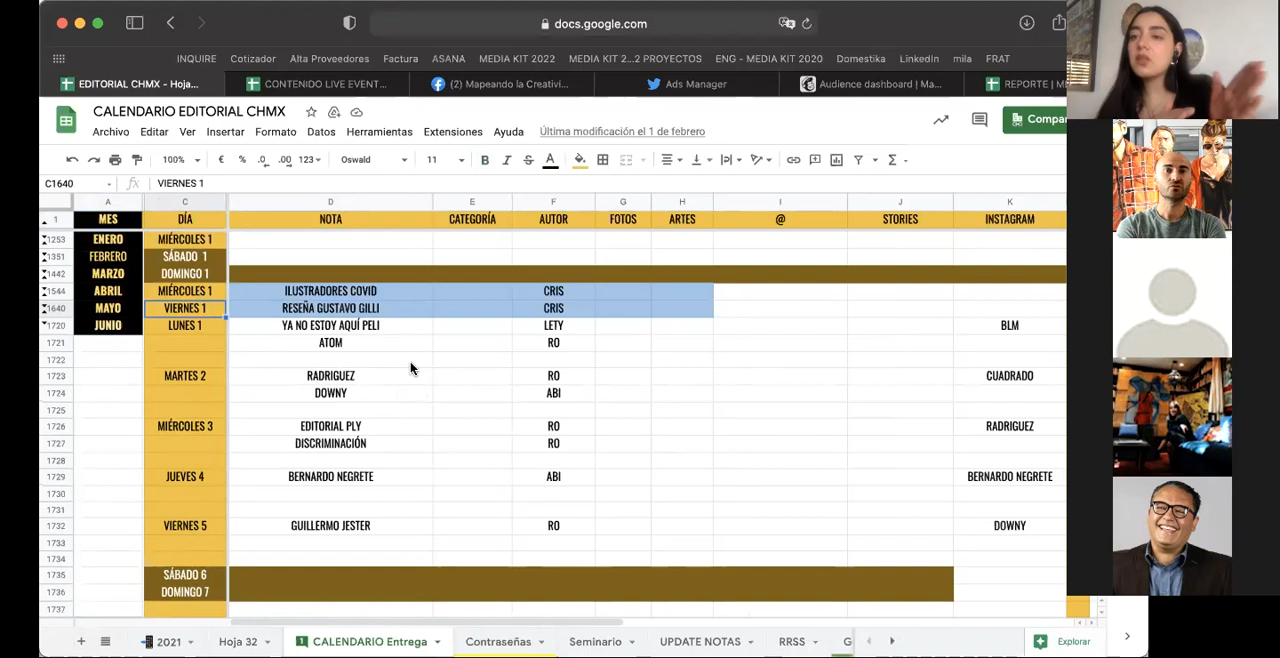 docs.google.com
INQUIRE Cotizador Alta Proveedores Factura ASANA MEDIA KIT 2022 MEDIA KIT 2...2 PROYECTOS ENG - MEDIA KIT 2020 Domestika LinkedIn mila FRAT
EDITORIAL CHMX - Hoja... CONTENIDO LIVE EVENT... (2) Mapeando la Creativi... Ads Manager Audience dashboard | Ma... REPORTE | M
CALENDARIO EDITORIAL CHMX
Archivo Editar Ver Insertar Formato Datos Herramientas Extensiones Ayuda Última modificación el 1 de febrero
Compar
100% € % .0 .00 123 Oswald 11 B I S A
C1640 fx VIERNES 1
A C D E F G H I J K
1 MES DÍA NOTA CATEGORÍA AUTOR FOTOS ARTES @ STORIES INSTAGRAM
1253 ENERO MIÉRCOLES 1
1351 FEBRERO SÁBADO 1
1442 MARZO DOMINGO 1
1544 ABRIL MIÉRCOLES 1 ILUSTRADORES COVID CRIS
1640 MAYO VIERNES 1 RESEÑA GUSTAVO GILLI CRIS
1720 JUNIO LUNES 1 YA NO ESTOY AQUÍ PELI LETY BLM
1721 ATOM RO
1722
1723 MARTES 2 RADRIGUEZ RO CUADRADO
1724 DOWNY ABI
1725
1726 MIÉRCOLES 3 EDITORIAL PLY RO RADRIGUEZ
1727 DISCRIMINACIÓN RO
1728
1729 JUEVES 4 BERNARDO NEGRETE ABI BERNARDO NEGRETE
1730
1731
1732 VIERNES 5 GUILLERMO JESTER RO DOWNY
1733
1734
1735 SÁBADO 6
1736 DOMINGO 7
1737
2021 Hoja 32 1 CALENDARIO Entrega Contraseñas Seminario UPDATE NOTAS RRSS G Explorar